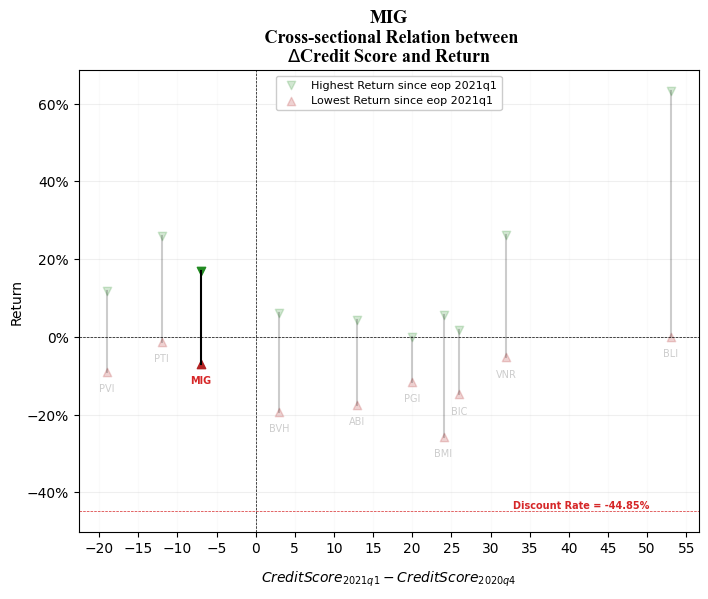 MIG
Cross-sectional Relation between
ΔCredit Score and Return
Highest Return since eop 2021q1
Lowest Return since eop 2021q1
Return
60%
40%
20%
0%
−20%
−40%
PVI
PTI
MIG
BVH
ABI
PGI
BMI
BIC
VNR
BLI
Discount Rate = -44.85%
−20 −15 −10 −5 0 5 10 15 20 25 30 35 40 45 50 55
CreditScore2021q1 − CreditScore2020q4